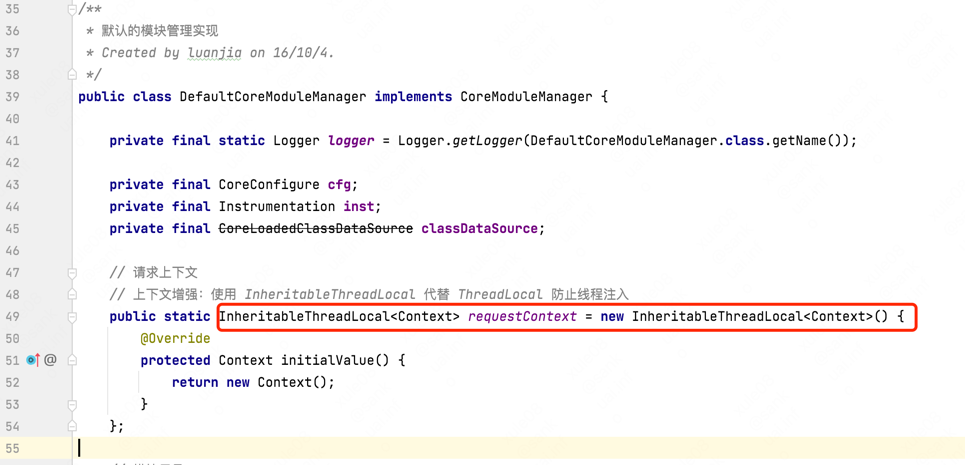 35 /**
36 * 默认的模块管理实现
37 * Created by luanjia on 16/10/4.
38 */
39 public class DefaultCoreModuleManager implements CoreModuleManager {
40
41 private final static Logger logger = Logger.getLogger(DefaultCoreModuleManager.class.getName());
42
43 private final CoreConfigure cfg;
44 private final Instrumentation inst;
45 private final CoreLoadedClassDataSource classDataSource;
46
47 // 请求上下文
48 // 上下文增强：使用 InheritableThreadLocal 代替 ThreadLocal 防止线程注入
49 public static InheritableThreadLocal<Context> requestContext = new InheritableThreadLocal<Context>() {
50 @Override
51 @ protected Context initialValue() {
52 return new Context();
53 }
54 };
55